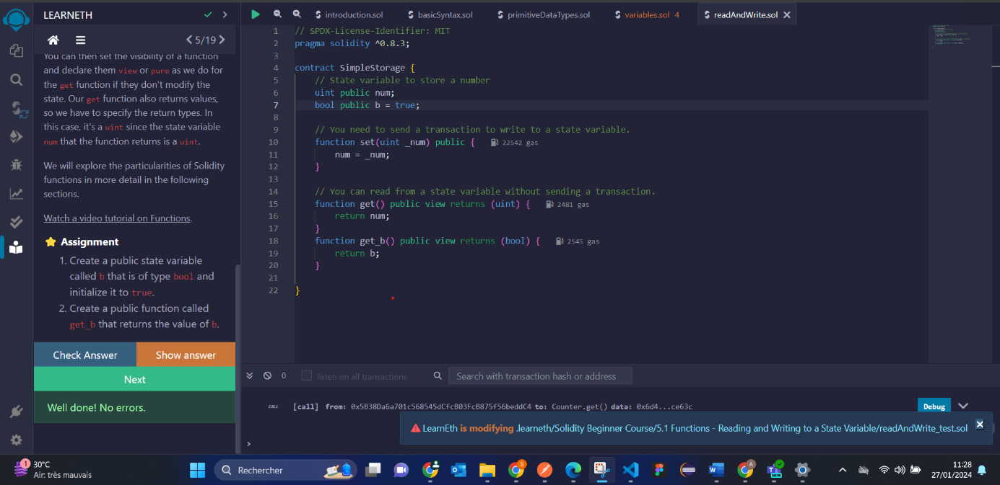 LEARNETH
5/19
You can then set the visibility of a function
and declare them view or pure as we do for
the get function if they don't modify the
state. Our get function also returns values,
so we have to specify the return types. In
this case, it's a uint since the state variable
num that the function returns is a uint.
We will explore the particularities of Solidity
functions in more detail in the following
sections.
Watch a video tutorial on Functions.
Assignment
1. Create a public state variable
called b that is of type bool and
initialize it to true.
2. Create a public function called
get_b that returns the value of b.
Check Answer
Show answer
Next
Well done! No errors.
introduction.sol
basicSyntax.sol
primitiveDataTypes.sol
variables.sol 4
readAndWrite.sol
1 // SPDX-License-Identifier: MIT
2 pragma solidity ^0.8.3;
3
4 contract SimpleStorage {
5 // State variable to store a number
6 uint public num;
7 bool public b = true;
8
9 // You need to send a transaction to write to a state variable.
10 function set(uint _num) public { 22542 gas
11 num = _num;
12 }
13
14 // You can read from a state variable without sending a transaction.
15 function get() public view returns (uint) { 2481 gas
16 return num;
17 }
18 function get_b() public view returns (bool) { 2545 gas
19 return b;
20 }
21
22 }
0
listen on all transactions
Search with transaction hash or address
CALL
[call] from: 0x5B38Da6a701c568545dCfcB03FcB875f56beddC4 to: Counter.get() data: 0x6d4...ce63c
Debug
LearnEth is modifying .learneth/Solidity Beginner Course/5.1 Functions - Reading and Writing to a State Variable/readAndWrite_test.sol
>
1
30°C
Air: très mauvais
Rechercher
11:28
27/01/2024